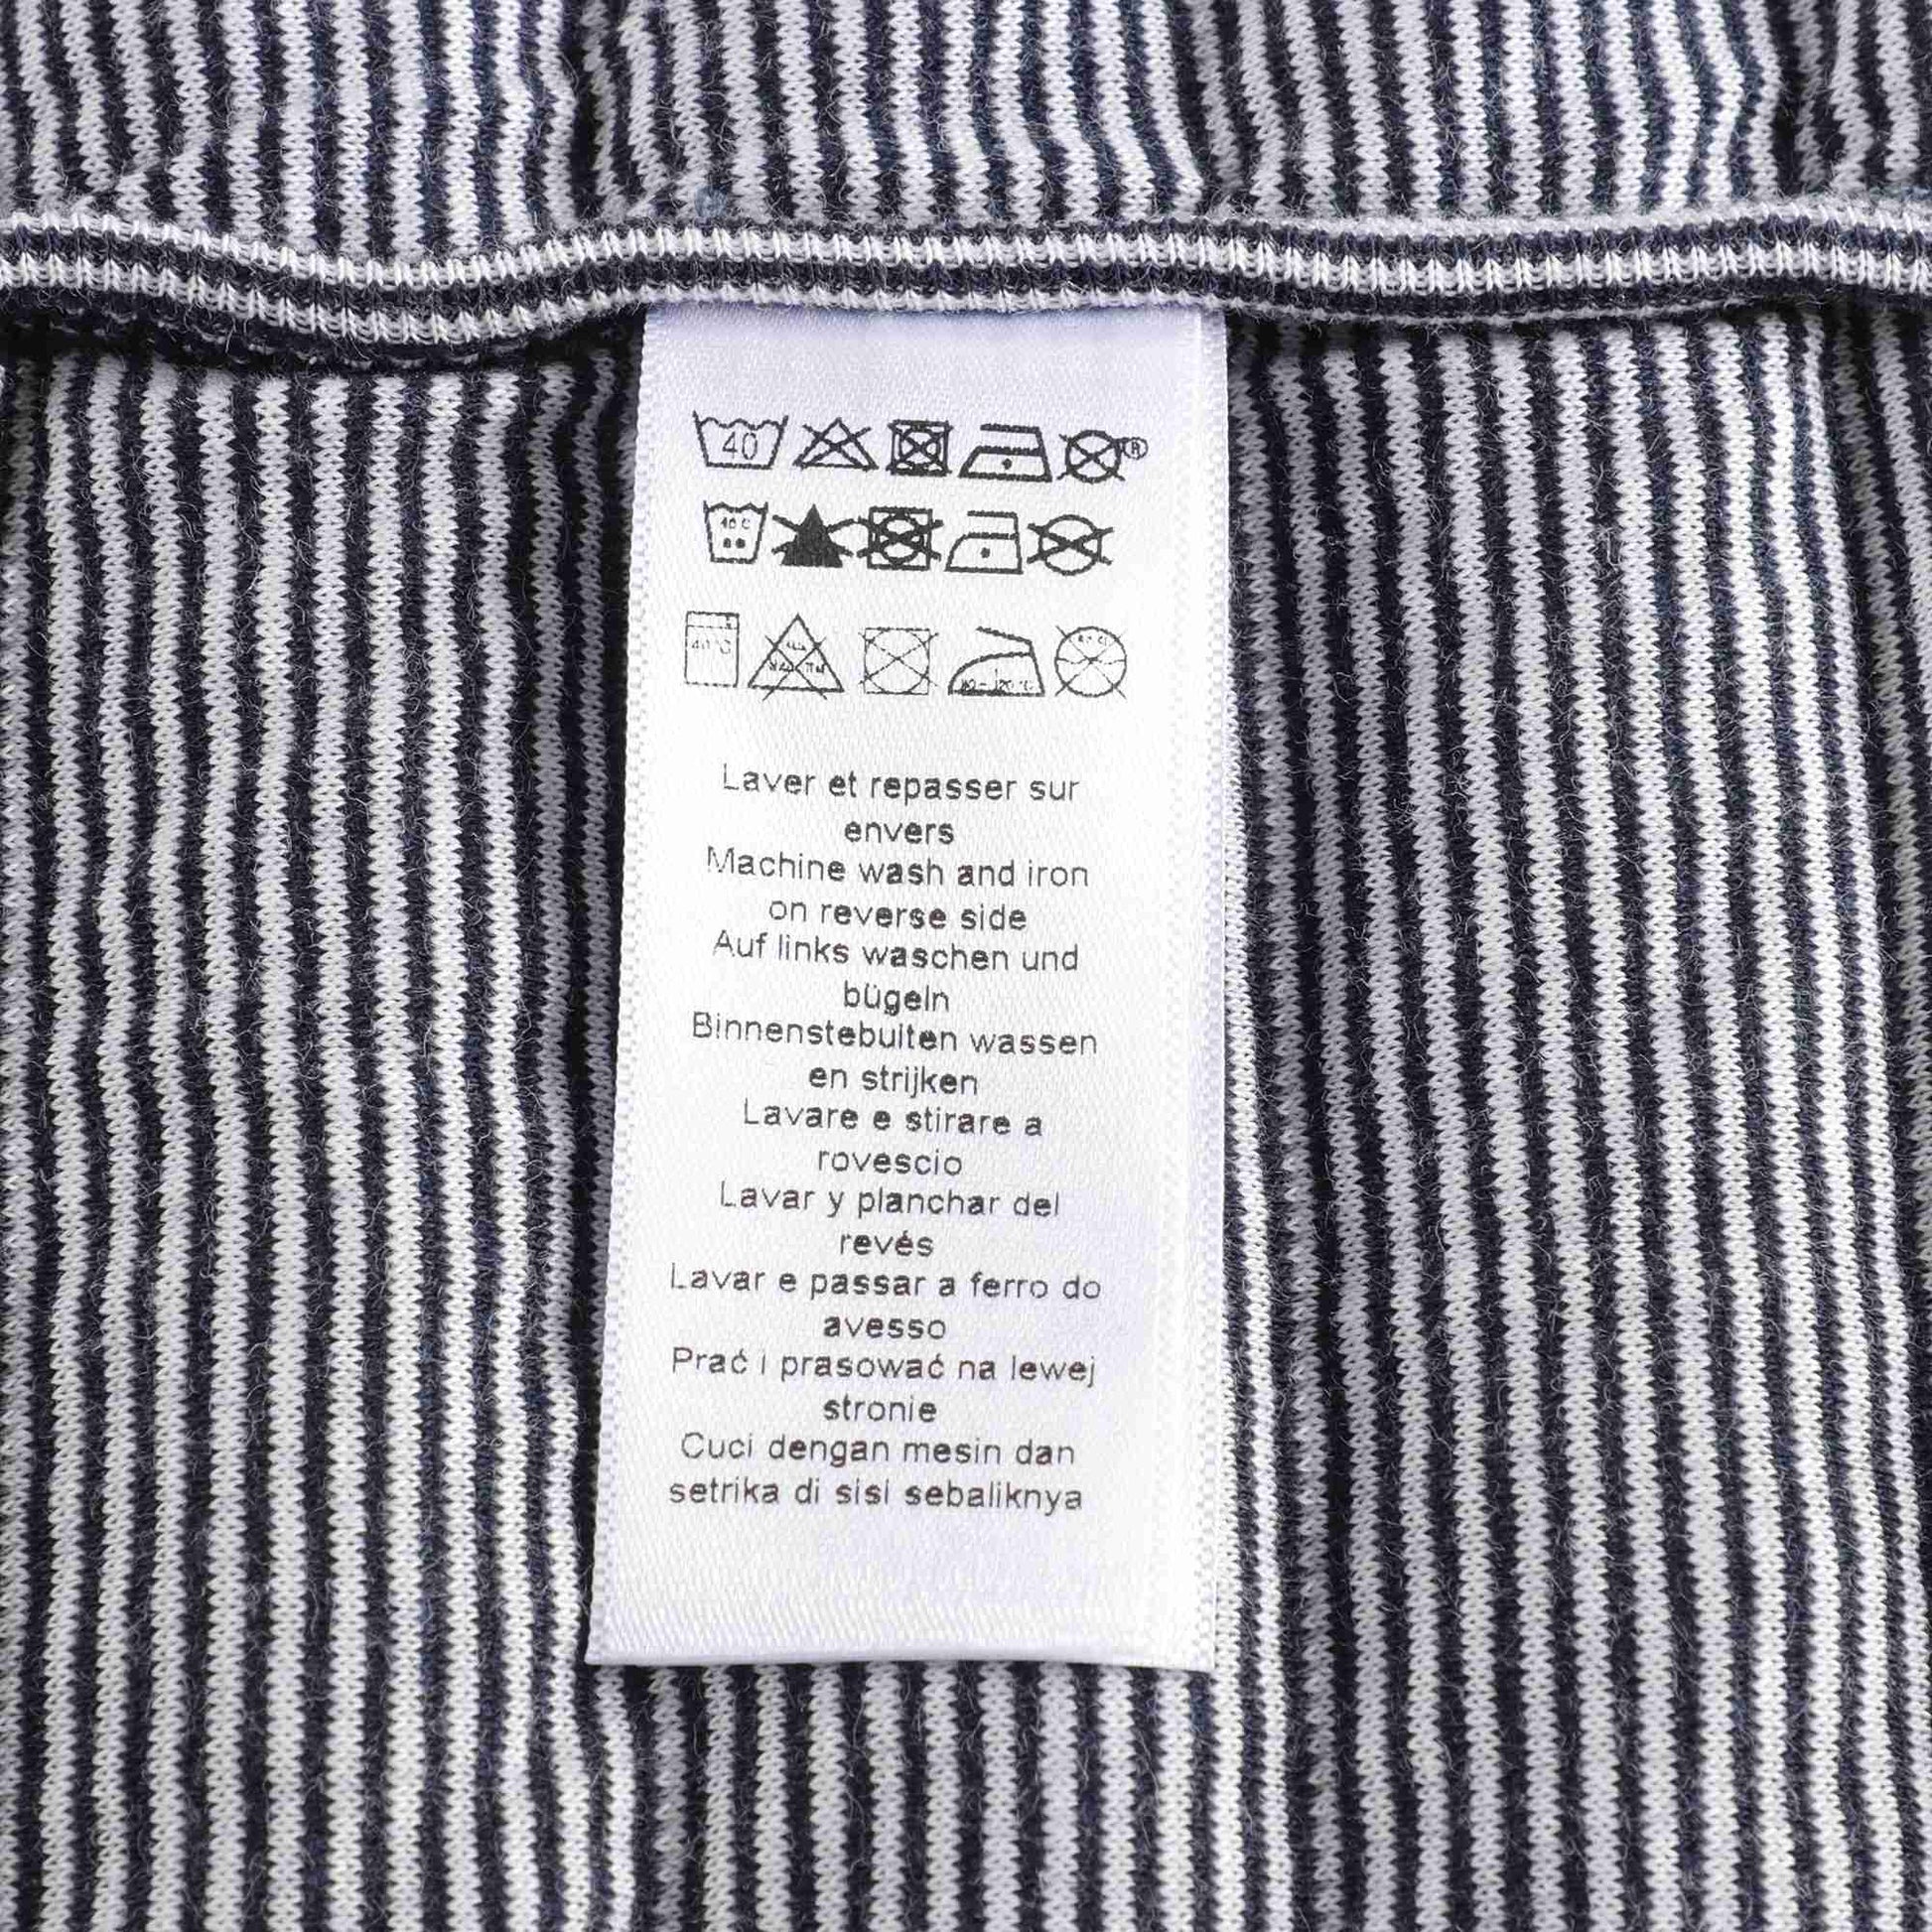 40
®
40 C
40 °C
Laver et repasser sur
envers
Machine wash and iron
on reverse side
Auf links waschen und
bügeln
Binnenstebuiten wassen
en strijken
Lavare e stirare a
rovescio
Lavar y planchar del
revés
Lavar e passar a ferro do
avesso
Prać i prasować na lewej
stronie
Cuci dengan mesin dan
setrika di sisi sebaliknya